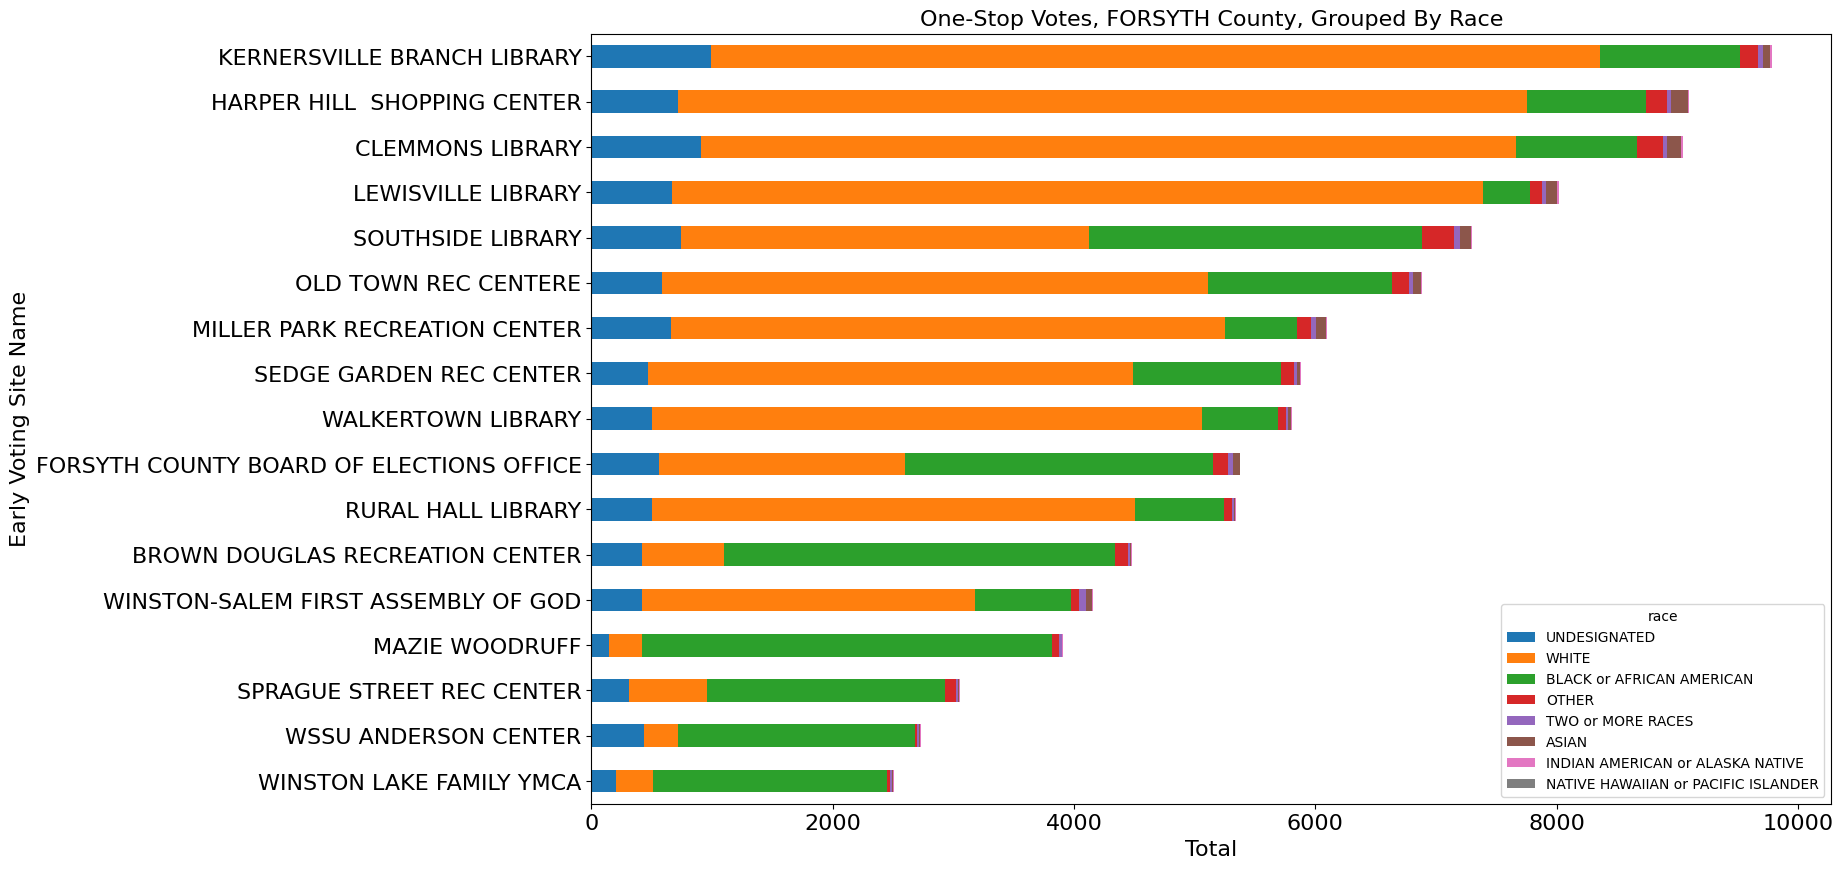 One-Stop Votes, FORSYTH County, Grouped By Race
Early Voting Site Name
KERNERSVILLE BRANCH LIBRARY
HARPER HILL  SHOPPING CENTER
CLEMMONS LIBRARY
LEWISVILLE LIBRARY
SOUTHSIDE LIBRARY
OLD TOWN REC CENTERE
MILLER PARK RECREATION CENTER
SEDGE GARDEN REC CENTER
WALKERTOWN LIBRARY
FORSYTH COUNTY BOARD OF ELECTIONS OFFICE
RURAL HALL LIBRARY
BROWN DOUGLAS RECREATION CENTER
WINSTON-SALEM FIRST ASSEMBLY OF GOD
MAZIE WOODRUFF
SPRAGUE STREET REC CENTER
WSSU ANDERSON CENTER
WINSTON LAKE FAMILY YMCA
race
UNDESIGNATED
WHITE
BLACK or AFRICAN AMERICAN
OTHER
TWO or MORE RACES
ASIAN
INDIAN AMERICAN or ALASKA NATIVE
NATIVE HAWAIIAN or PACIFIC ISLANDER
0 2000 4000 6000 8000 10000
Total